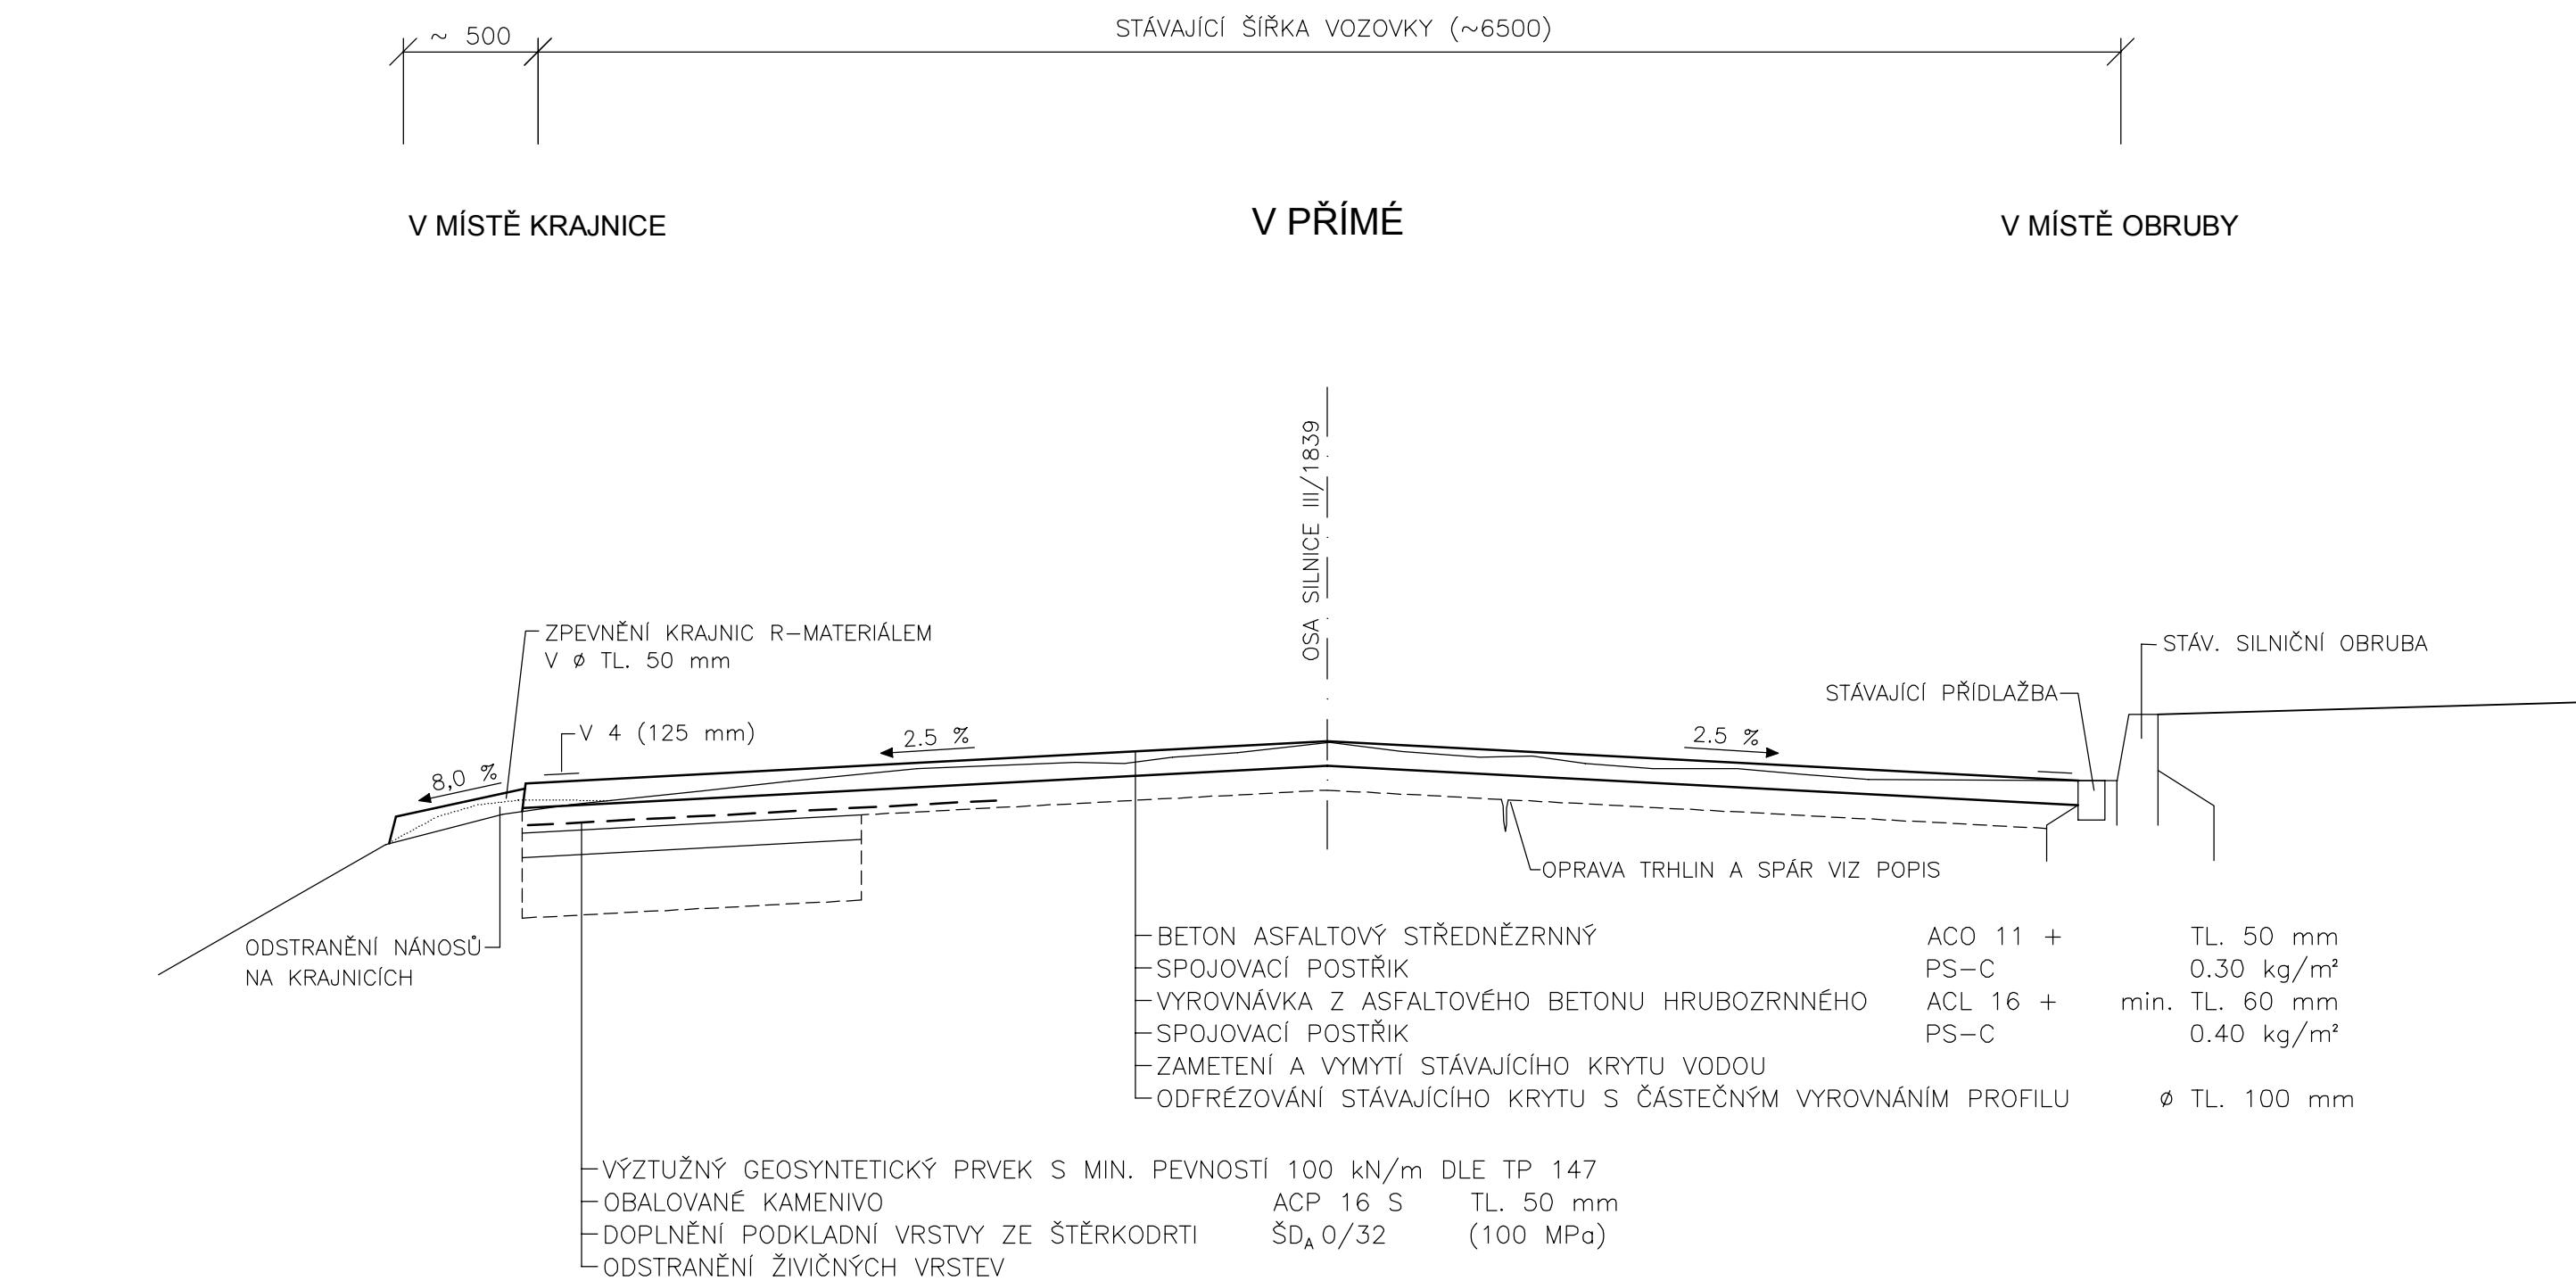 ~ 500
STÁVAJÍCÍ ŠÍŘKA VOZOVKY (~6500)
V MÍSTĚ KRAJNICE
V PŘÍMÉ
V MÍSTĚ OBRUBY
OSA SILNICE III/1839
ZPEVNĚNÍ KRAJNIC R-MATERIÁLEM
V ø TL. 50 mm
STÁV. SILNIČNÍ OBRUBA
STÁVAJÍCÍ PŘÍDLAŽBA
V 4 (125 mm)
2.5 %
2.5 %
8,0 %
OPRAVA TRHLIN A SPÁR VIZ POPIS
ODSTRANĚNÍ NÁNOSŮ
NA KRAJNICÍCH
BETON ASFALTOVÝ STŘEDNĚZRNNÝ ACO 11 + TL. 50 mm
SPOJOVACÍ POSTŘIK PS-C 0.30 kg/m²
VYROVNÁVKA Z ASFALTOVÉHO BETONU HRUBOZRNNÉHO ACL 16 + min. TL. 60 mm
SPOJOVACÍ POSTŘIK PS-C 0.40 kg/m²
ZAMETENÍ A VYMYTÍ STÁVAJÍCÍHO KRYTU VODOU
ODFRÉZOVÁNÍ STÁVAJÍCÍHO KRYTU S ČÁSTEČNÝM VYROVNÁNÍM PROFILU ø TL. 100 mm
VÝZTUŽNÝ GEOSYNTETICKÝ PRVEK S MIN. PEVNOSTÍ 100 kN/m DLE TP 147
OBALOVANÉ KAMENIVO ACP 16 S TL. 50 mm
DOPLNĚNÍ PODKLADNÍ VRSTVY ZE ŠTĚRKODRTI ŠDA 0/32 (100 MPa)
ODSTRANĚNÍ ŽIVIČNÝCH VRSTEV